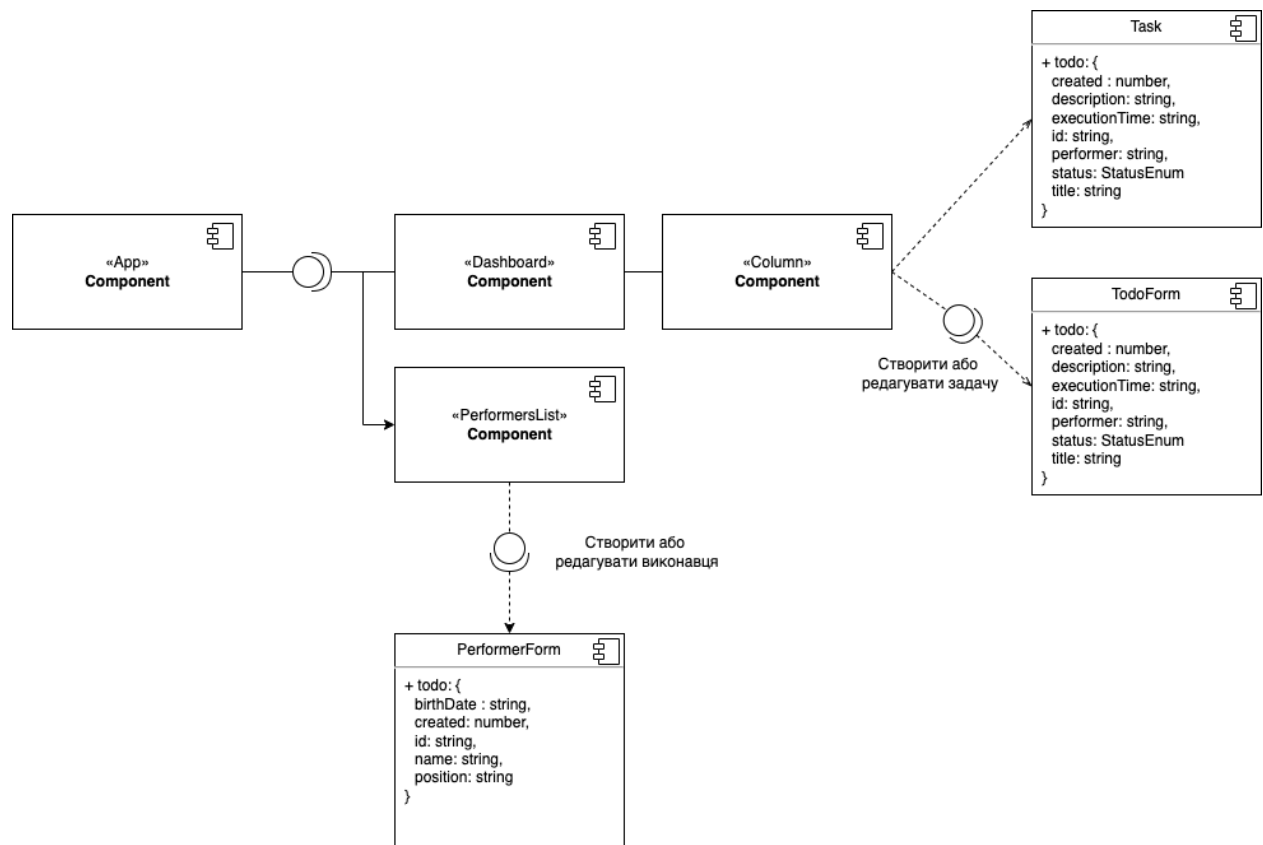 Task
+ todo: {
created : number,
description: string,
executionTime: string,
id: string,
performer: string,
status: StatusEnum
title: string
}
«App»
Component
«Dashboard»
Component
«Column»
Component
TodoForm
+ todo: {
created : number,
description: string,
executionTime: string,
id: string,
performer: string,
status: StatusEnum
title: string
}
Створити або
редагувати задачу
«PerformersList»
Component
Створити або
редагувати виконавця
PerformerForm
+ todo: {
birthDate : string,
created: number,
id: string,
name: string,
position: string
}